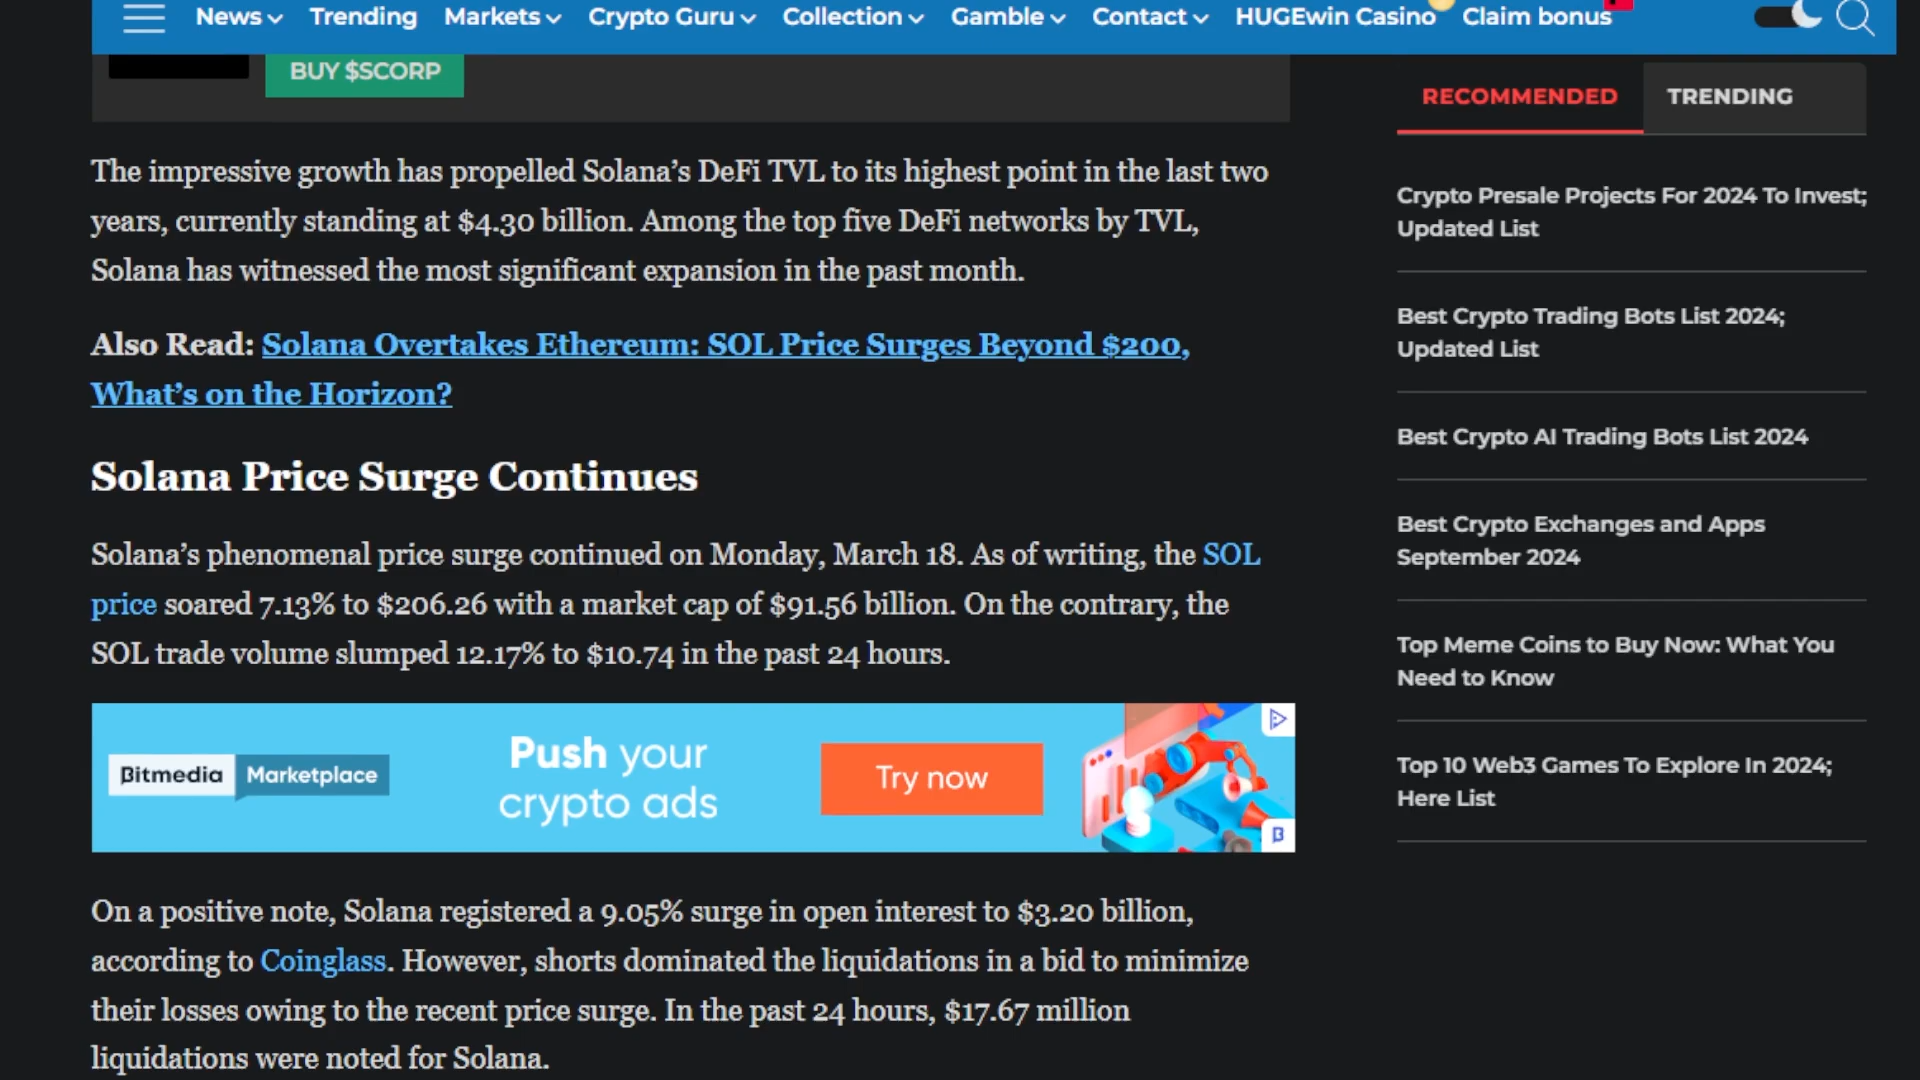 News Trending Markets Crypto Guru Collection Gamble Contact HUGEwin Casino Claim bonus
BUY $SCORP
The impressive growth has propelled Solana’s DeFi TVL to its highest point in the last two
years, currently standing at $4.30 billion. Among the top five DeFi networks by TVL,
Solana has witnessed the most significant expansion in the past month.
Also Read: Solana Overtakes Ethereum: SOL Price Surges Beyond $200,
What’s on the Horizon?
Solana Price Surge Continues
Solana’s phenomenal price surge continued on Monday, March 18. As of writing, the SOL
price soared 7.13% to $206.26 with a market cap of $91.56 billion. On the contrary, the
SOL trade volume slumped 12.17% to $10.74 in the past 24 hours.
Bitmedia Marketplace
Push your
crypto ads
Try now
On a positive note, Solana registered a 9.05% surge in open interest to $3.20 billion,
according to Coinglass. However, shorts dominated the liquidations in a bid to minimize
their losses owing to the recent price surge. In the past 24 hours, $17.67 million
liquidations were noted for Solana.
RECOMMENDED TRENDING
Crypto Presale Projects For 2024 To Invest;
Updated List
Best Crypto Trading Bots List 2024;
Updated List
Best Crypto AI Trading Bots List 2024
Best Crypto Exchanges and Apps
September 2024
Top Meme Coins to Buy Now: What You
Need to Know
Top 10 Web3 Games To Explore In 2024;
Here List